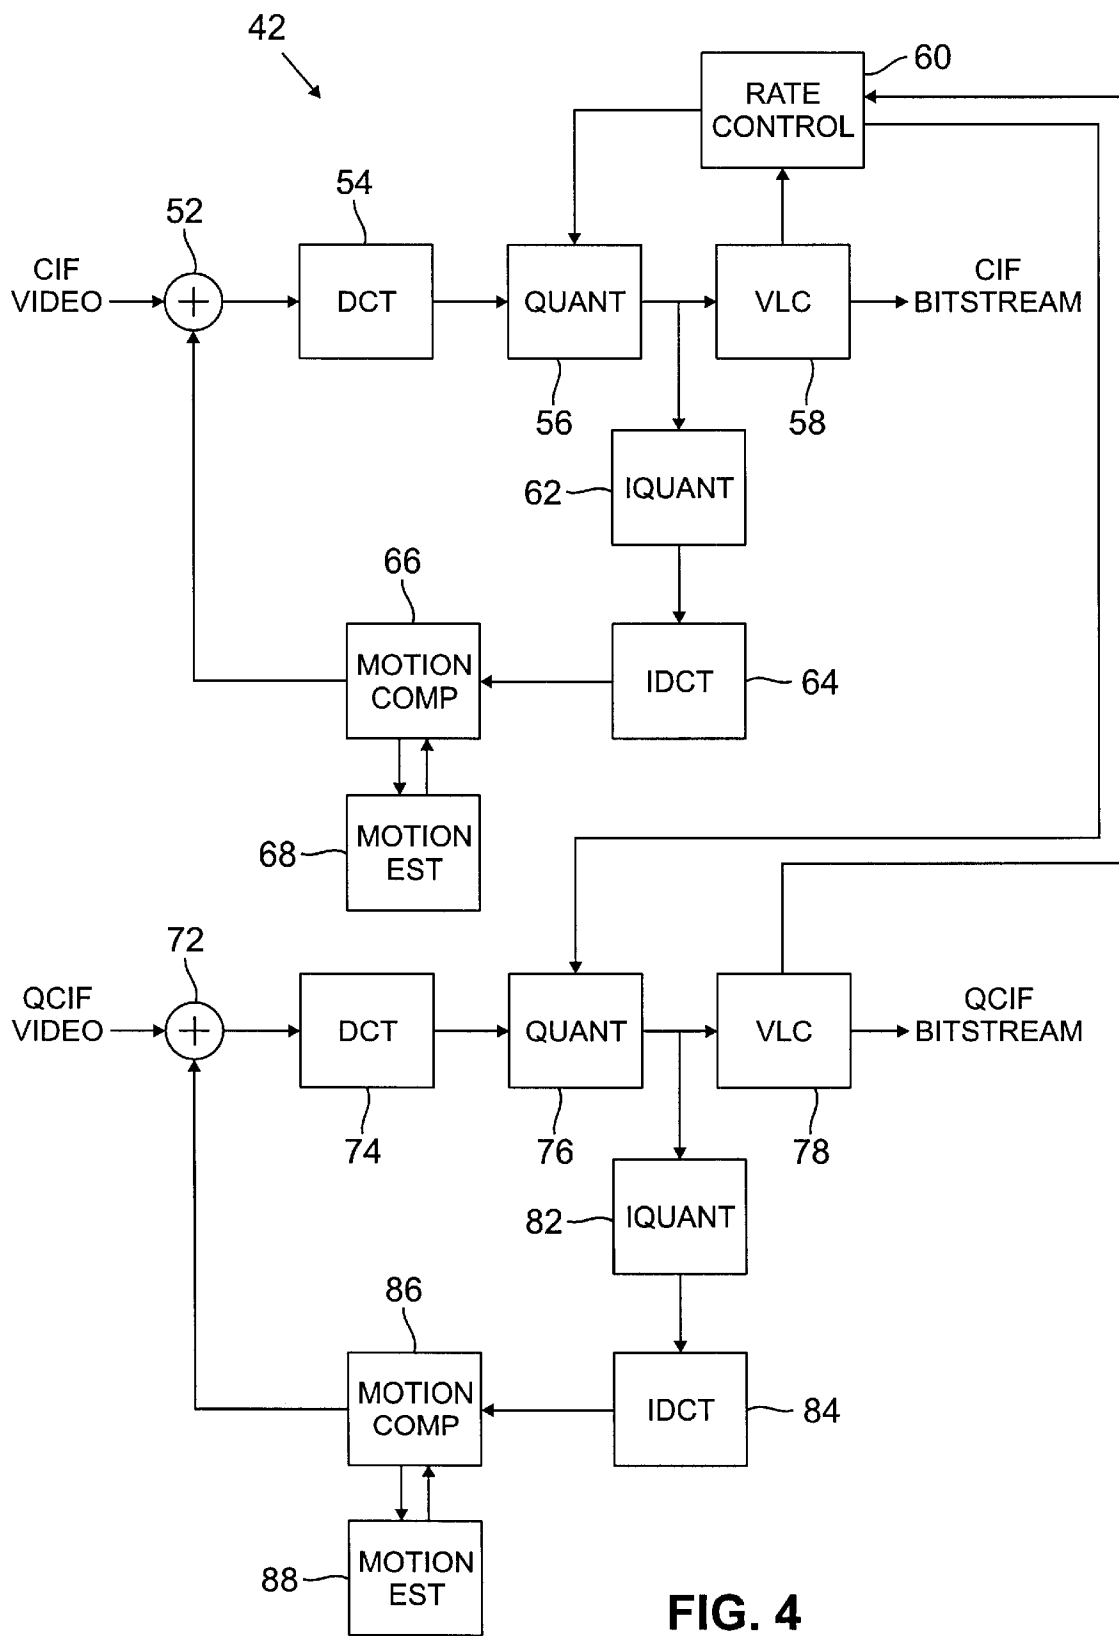 42
60
RATE
CONTROL
54
52
CIF
VIDEO
+
DCT
QUANT
VLC
CIF
BITSTREAM
56
58
62
IQUANT
66
MOTION
COMP
IDCT
64
68
MOTION
EST
72
QCIF
VIDEO
+
DCT
QUANT
VLC
QCIF
BITSTREAM
74
76
78
82
IQUANT
86
MOTION
COMP
IDCT
84
88
MOTION
EST
FIG. 4